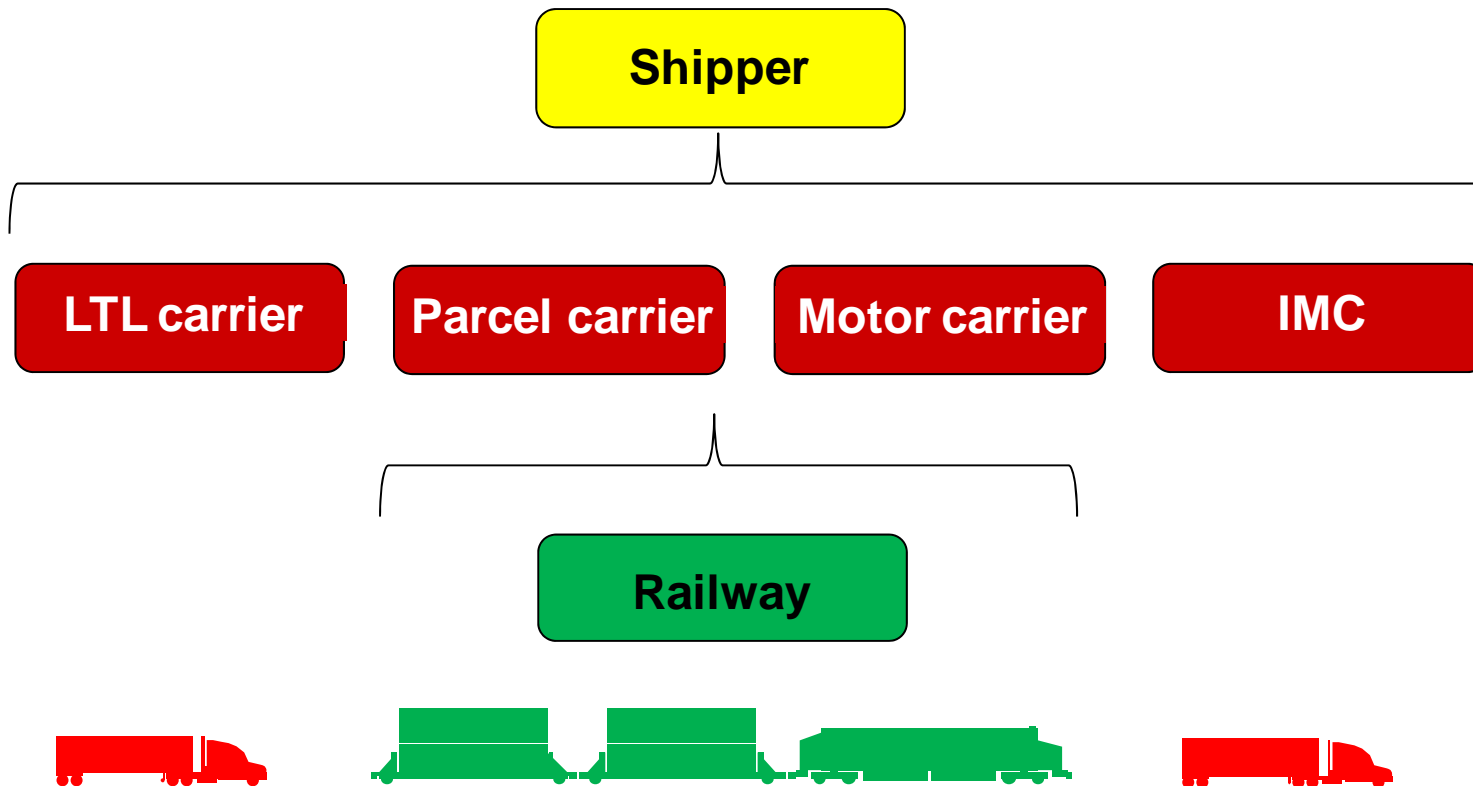 Shipper
LTL carrier
Parcel carrier
Motor carrier
IMC
Railway